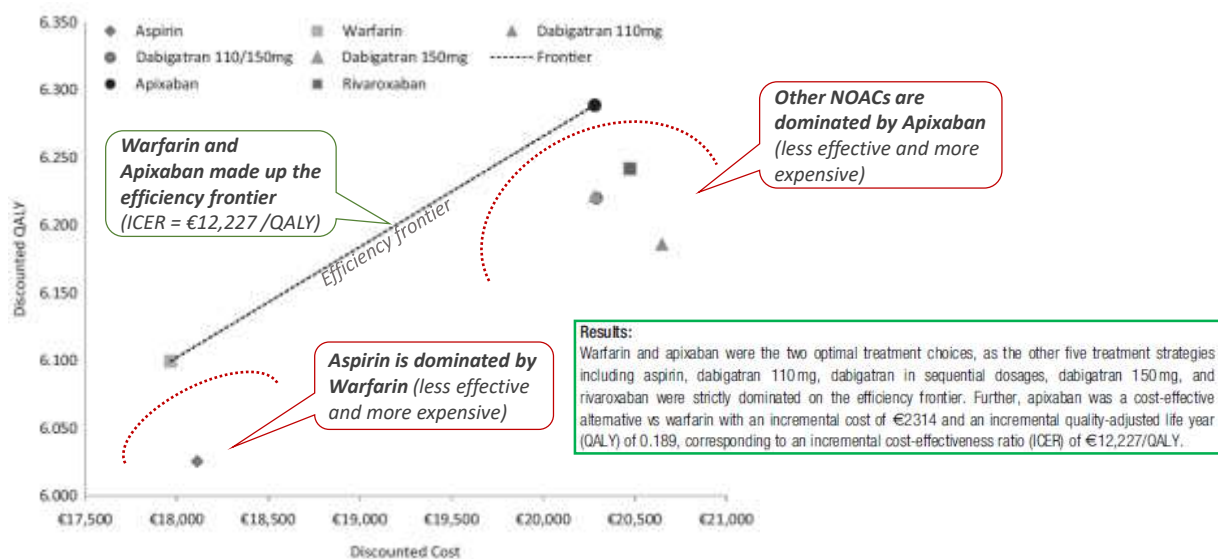 6.350
6.300
6.250
6.200
6.150
6.100
6.050
6.000
Discounted QALY
Aspirin
Warfarin
Dabigatran 110mg
Dabigatran 110/150mg
Dabigatran 150mg
Frontier
Apixaban
Rivaroxaban
Warfarin and
Apixaban made up the
efficiency frontier
(ICER = €12,227 /QALY)
Efficiency frontier
Other NOACs are
dominated by Apixaban
(less effective and more
expensive)
Aspirin is dominated by
Warfarin (less effective
and more expensive)
Results:
Warfarin and apixaban were the two optimal treatment choices, as the other five treatment strategies
including aspirin, dabigatran 110 mg, dabigatran in sequential dosages, dabigatran 150 mg, and
rivaroxaban were strictly dominated on the efficiency frontier. Further, apixaban was a cost-effective
alternative vs warfarin with an incremental cost of €2314 and an incremental quality-adjusted life year
(QALY) of 0.189, corresponding to an incremental cost-effectiveness ratio (ICER) of €12,227/QALY.
€17,500
€18,000
€18,500
€19,000
€19,500
€20,000
€20,500
€21,000
Discounted Cost